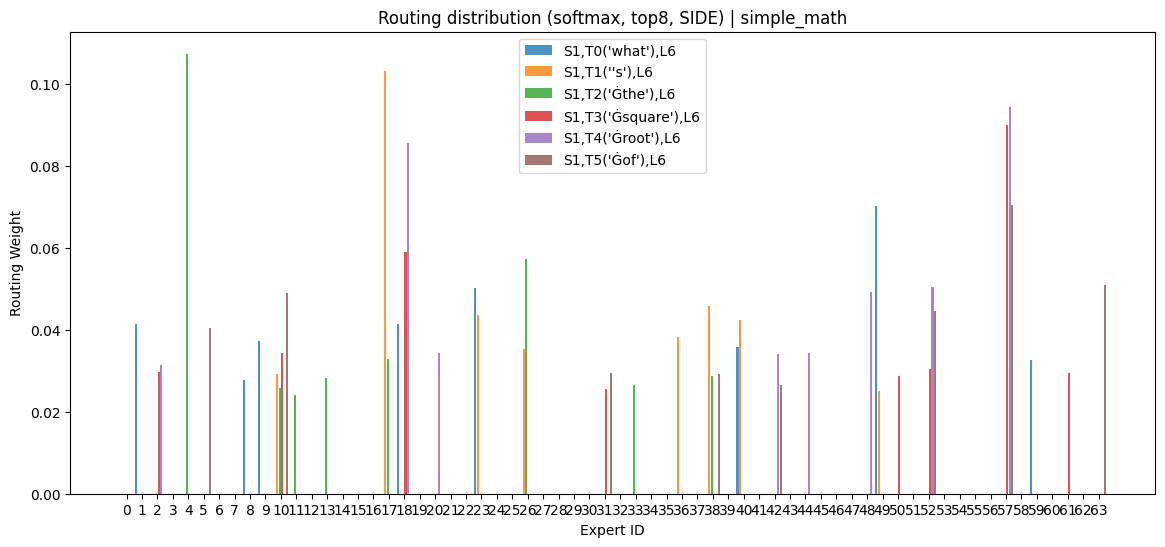 Routing distribution (softmax, top8, SIDE) | simple_math
S1,T0('what'),L6
S1,T1(''s'),L6
S1,T2('Ġthe'),L6
S1,T3('Ġsquare'),L6
S1,T4('Ġroot'),L6
S1,T5('Ġof'),L6
Routing Weight
0.10
0.08
0.06
0.04
0.02
0.00
0 1 2 3 4 5 6 7 8 9 10 11 12 13 14 15 16 17 18 19 20 21 22 23 24 25 26 27 28 29 30 31 32 33 34 35 36 37 38 39 40 41 42 43 44 45 46 47 48 49 50 51 52 53 54 55 56 57 58 59 60 61 62 63
Expert ID